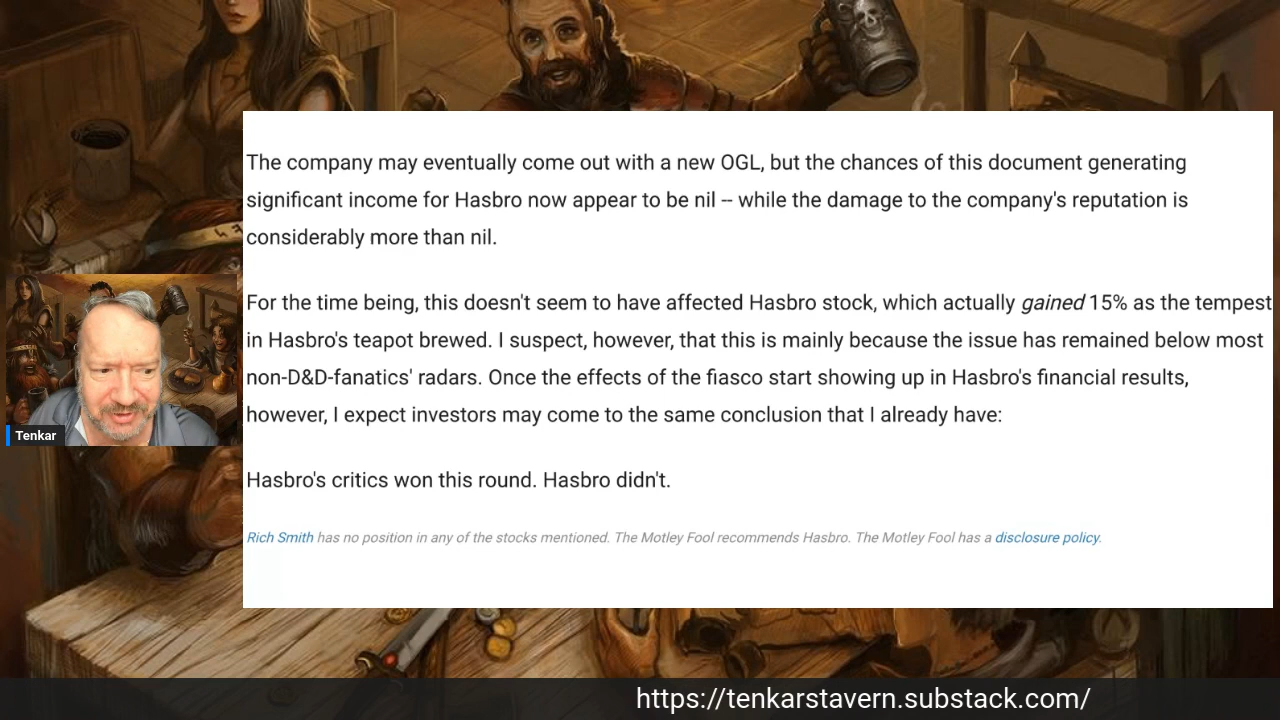 The company may eventually come out with a new OGL, but the chances of this document generating
significant income for Hasbro now appear to be nil -- while the damage to the company's reputation is
considerably more than nil.
For the time being, this doesn't seem to have affected Hasbro stock, which actually gained 15% as the tempest
in Hasbro's teapot brewed. I suspect, however, that this is mainly because the issue has remained below most
non-D&D-fanatics' radars. Once the effects of the fiasco start showing up in Hasbro's financial results,
however, I expect investors may come to the same conclusion that I already have:
Hasbro's critics won this round. Hasbro didn't.
Rich Smith has no position in any of the stocks mentioned. The Motley Fool recommends Hasbro. The Motley Fool has a disclosure policy.
Tenkar
https://tenkarstavern.substack.com/